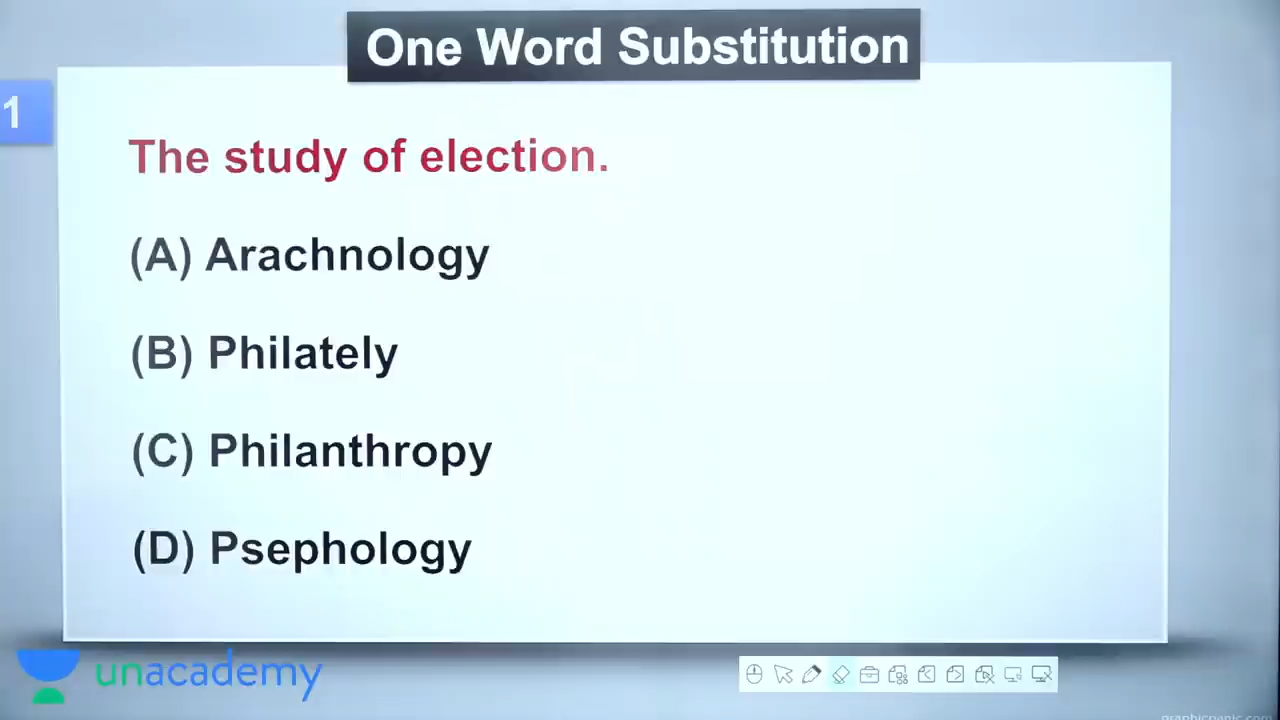 One Word Substitution
1
The study of election.
(A) Arachnology
(B) Philately
(C) Philanthropy
(D) Psephology
unacademy